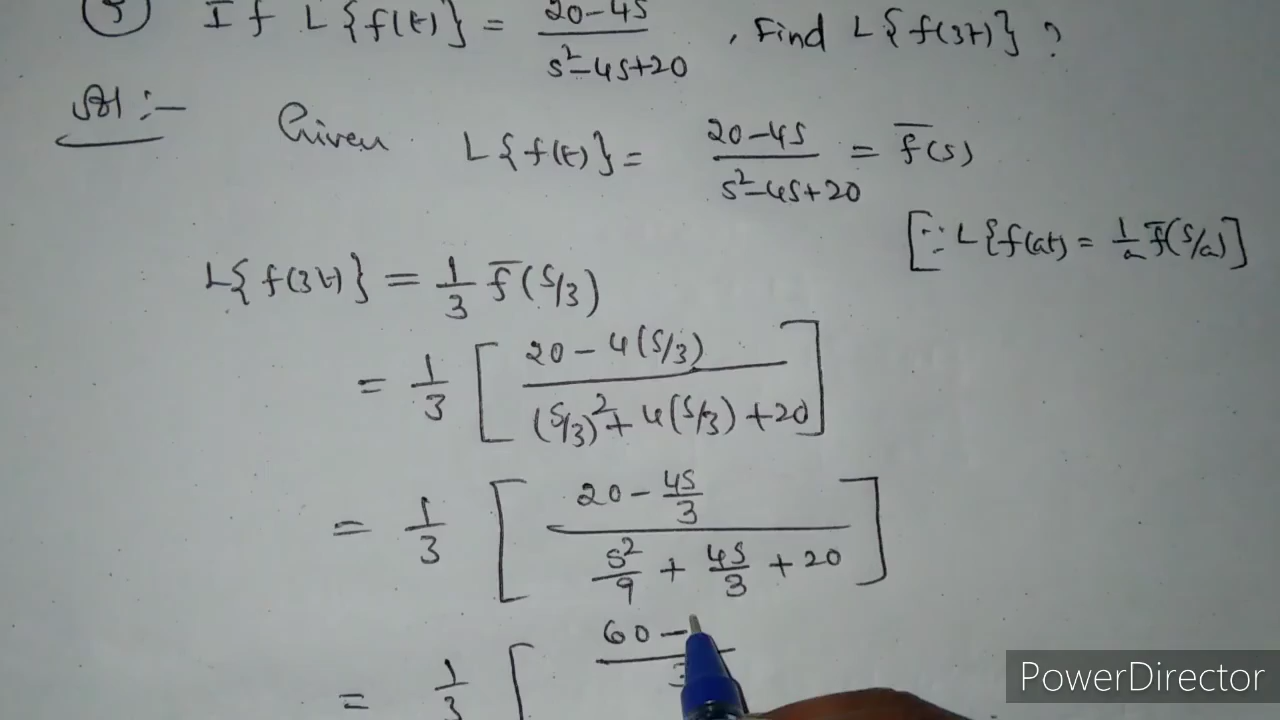 ③ If L{f(t)} = 20-4s / s²-4s+20 , Find L{f(3t)} ?
Sol :-
Given L{f(t)} = 20-4s / s²-4s+20 = f̅(s)
[∵ L{f(at) = 1/a f̅(s/a)]
L{f(3t)} = 1/3 f̅(s/3)
= 1/3 [ 20-4(s/3) / (s/3)²+4(s/3)+20 ]
= 1/3 [ 20-4s/3 / s²/9 + 4s/3 + 20 ]
= 1/3 [ 60- / 3
PowerDirector